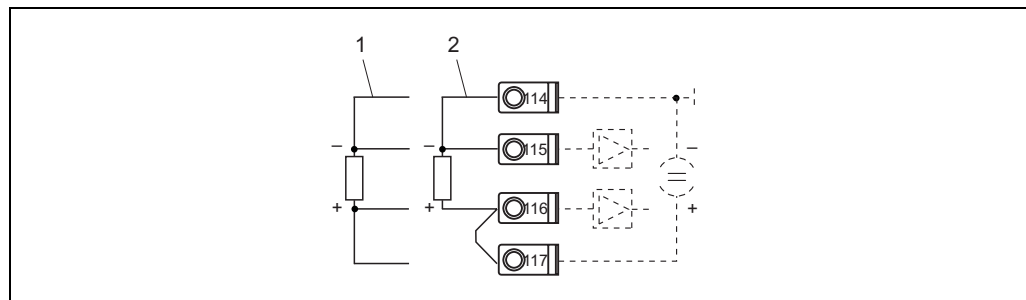 1 2
114
– – 115 –
+ + 116 +
117